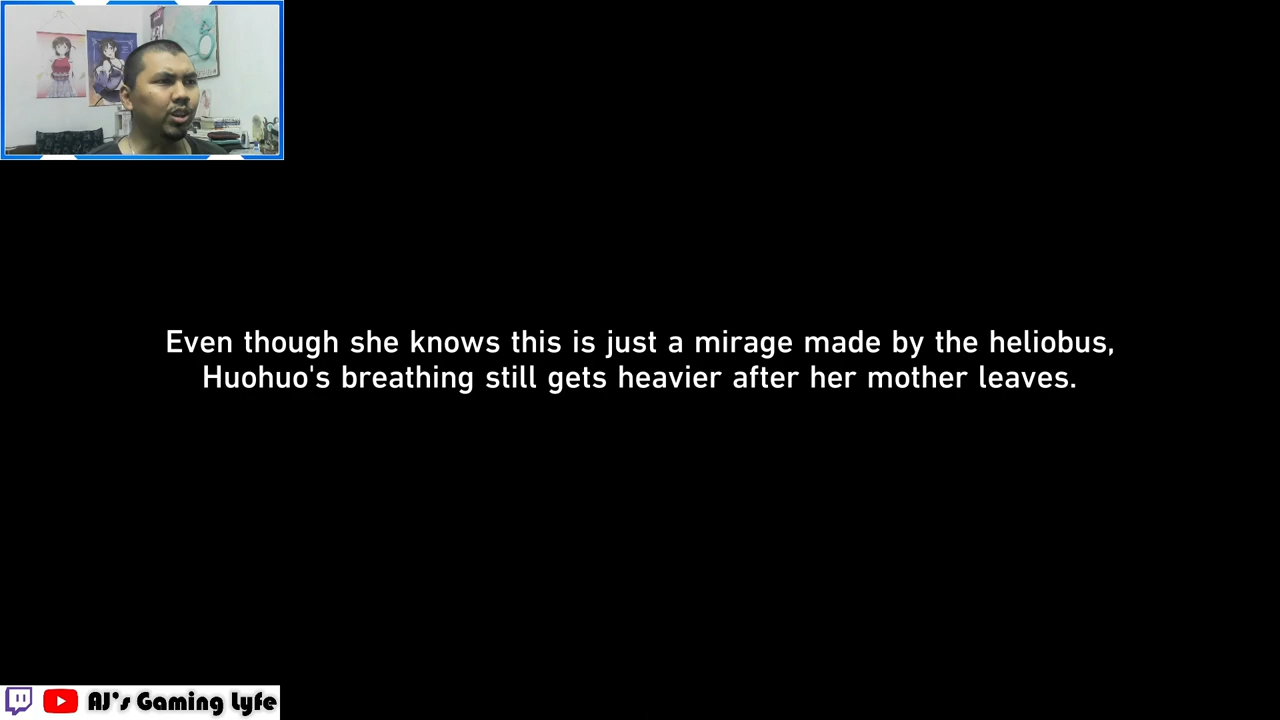 Even though she knows this is just a mirage made by the heliobus,
Huohuo's breathing still gets heavier after her mother leaves.
AJ's Gaming Lyfe